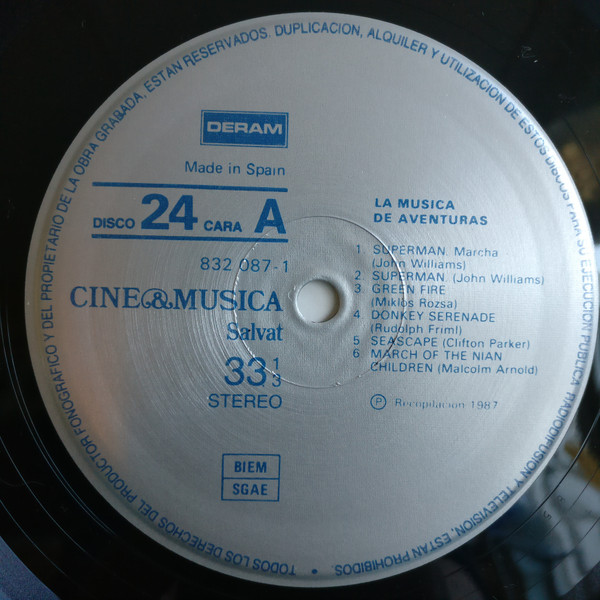 DERAM
Made in Spain
DISCO 24 CARA A
832 087-1
CINE&MUSICA
Salvat
33 1/3
STEREO
BIEM
SGAE
LA MUSICA
DE AVENTURAS
1 SUPERMAN. Marcha
(John Williams)
2 SUPERMAN. (John Williams)
3 GREEN FIRE
(Miklos Rozsa)
4 DONKEY SERENADE
(Rudolph Friml)
5 SEASCAPE (Clifton Parker)
6 MARCH OF THE NIAN
CHILDREN (Malcolm Arnold)
Ⓟ Recopilacion 1987
TODOS LOS DERECHOS DEL PRODUCTOR FONOGRAFICO Y DEL PROPIETARIO DE LA OBRA GRABADA, ESTAN RESERVADOS. DUPLICACION, ALQUILER Y UTILIZACION DE ESTOS DISCOS PARA SU EJECUCION PUBLICA, RADIODIFUSION Y TELEVISION, ESTAN PROHIBIDOS. •